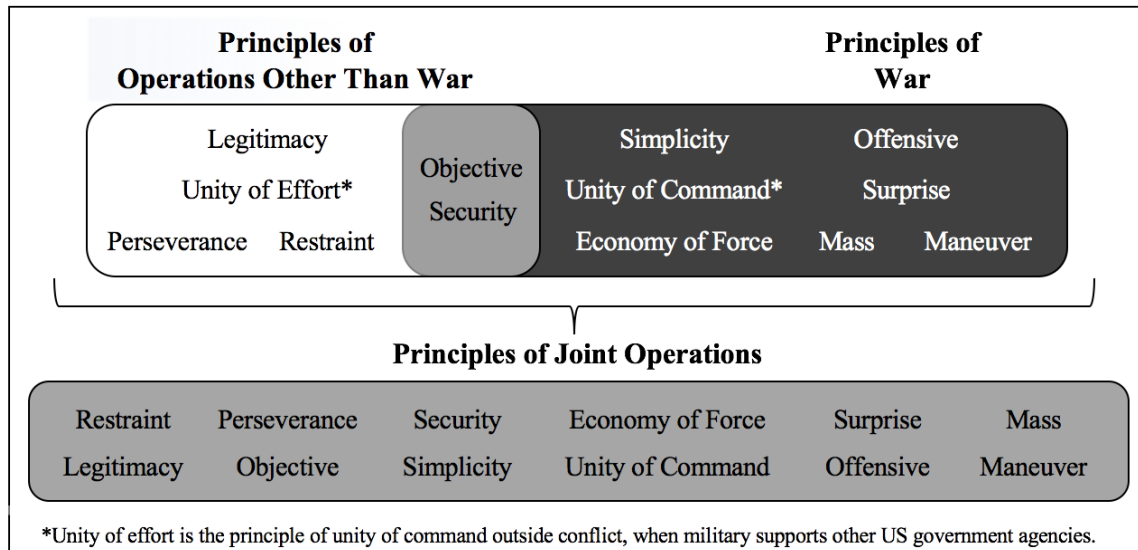 Principles of
Operations Other Than War
Principles of
War
Legitimacy
Unity of Effort*
Perseverance Restraint
Objective
Security
Simplicity Offensive
Unity of Command* Surprise
Economy of Force Mass Maneuver
Principles of Joint Operations
Restraint Perseverance Security Economy of Force Surprise Mass
Legitimacy Objective Simplicity Unity of Command Offensive Maneuver
*Unity of effort is the principle of unity of command outside conflict, when military supports other US government agencies.